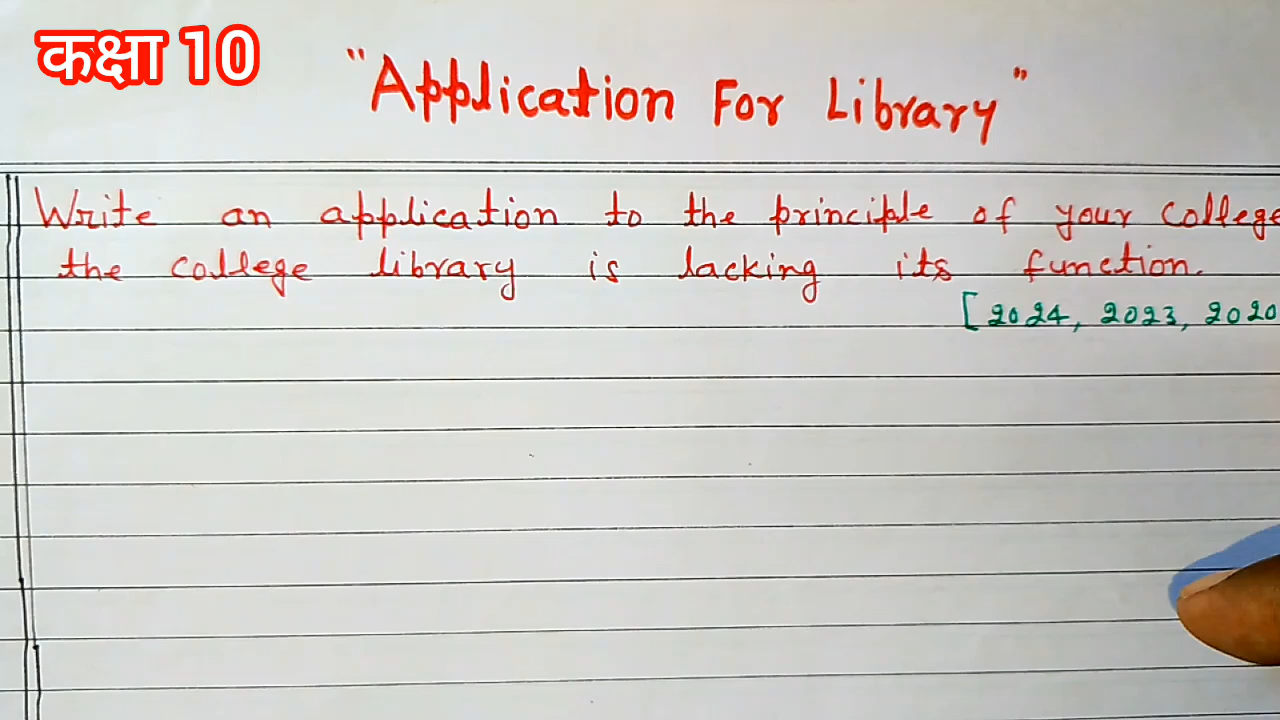 कक्षा 10
"Application For Library"
Write an application to the principle of your College
the college library is lacking its function.
[2024, 2023, 2020